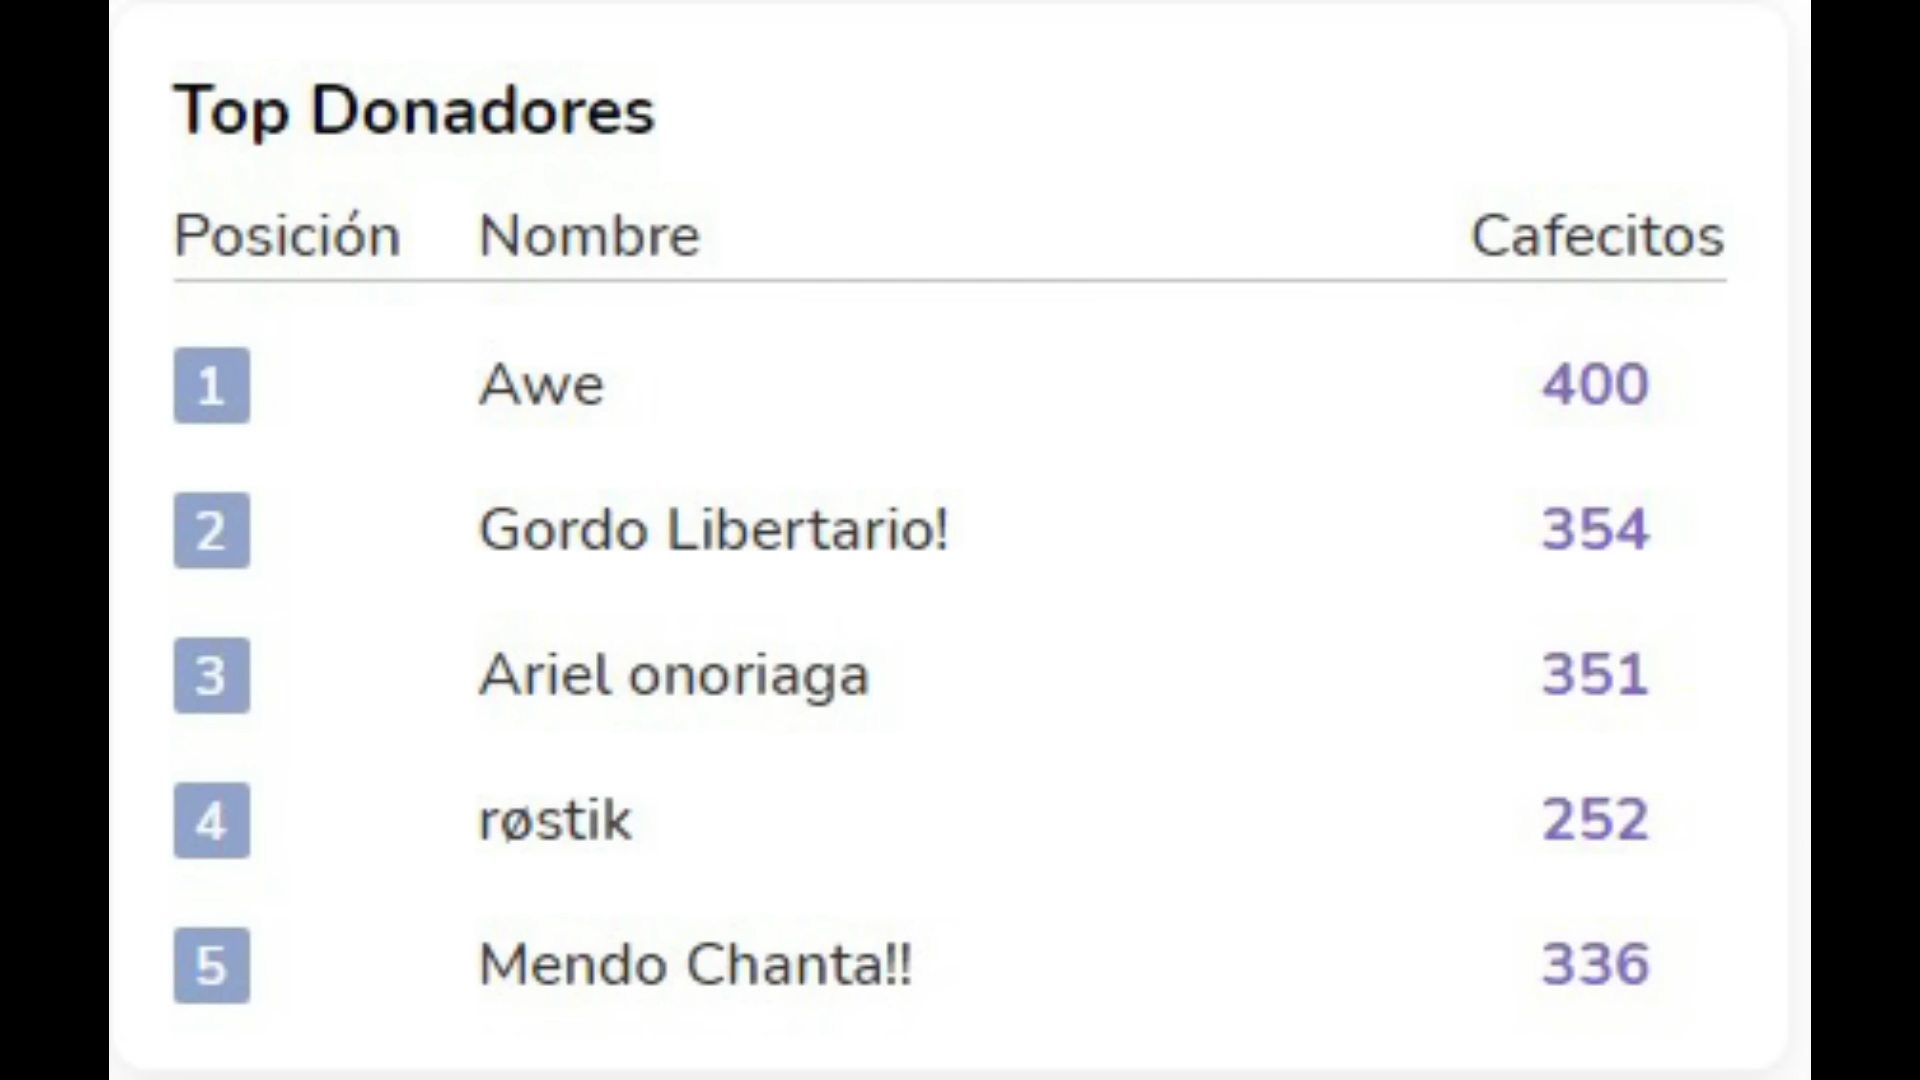 Top Donadores
Posición Nombre Cafecitos
1 Awe 400
2 Gordo Libertario! 354
3 Ariel onoriaga 351
4 røstik 252
5 Mendo Chanta!! 336